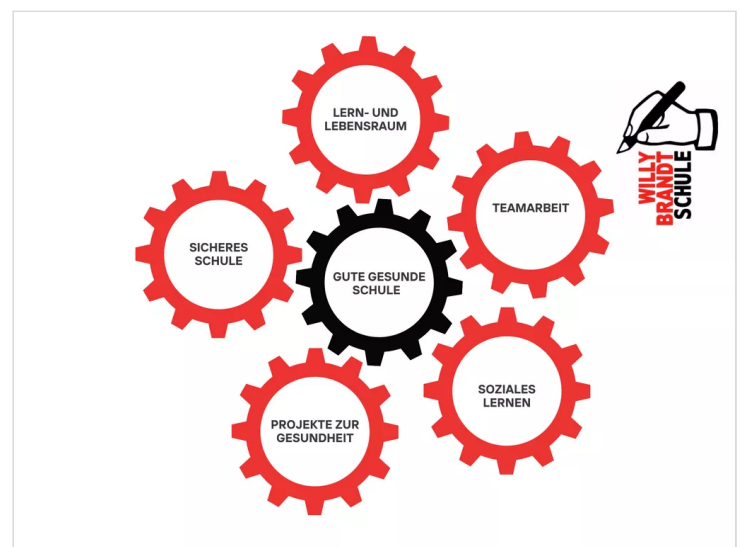 LERN- UND
LEBENSRAUM
TEAMARBEIT
WILLY
BRANDT
SCHULE
SICHERES
SCHULE
GUTE GESUNDE
SCHULE
SOZIALES
LERNEN
PROJEKTE ZUR
GESUNDHEIT